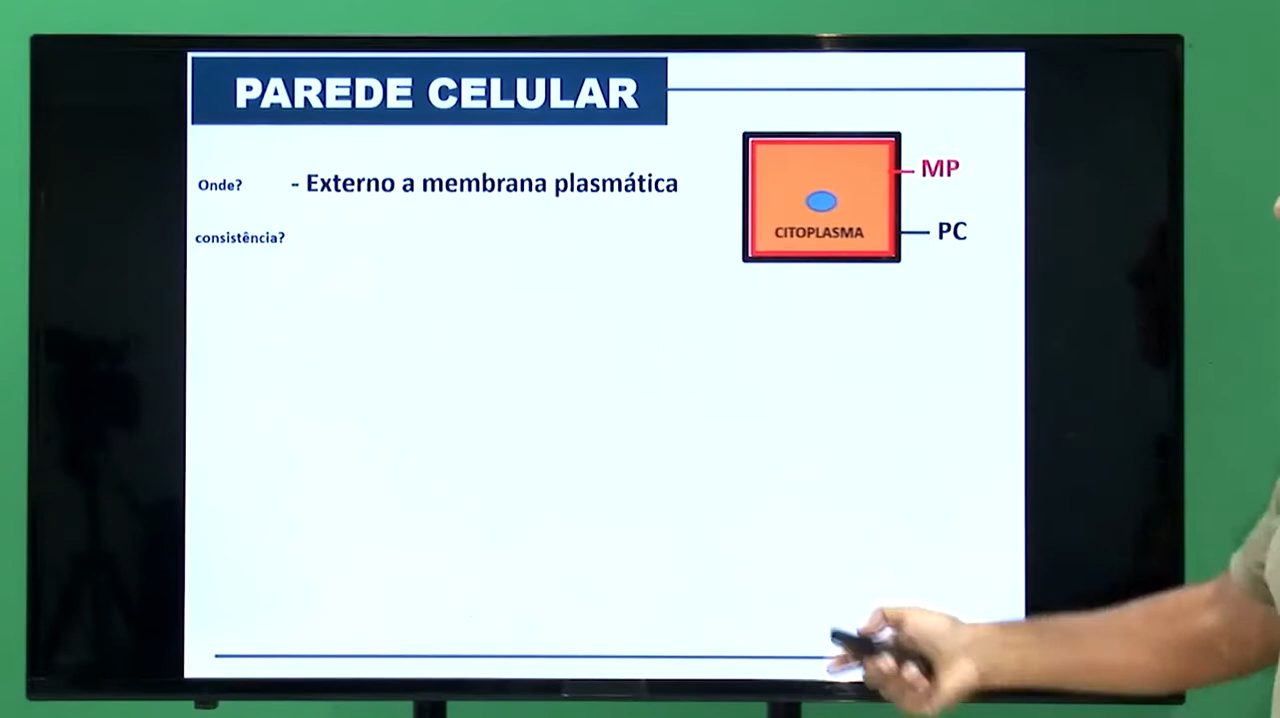 PAREDE CELULAR
Onde? - Externo a membrana plasmática
consistência?
MP
PC
CITOPLASMA